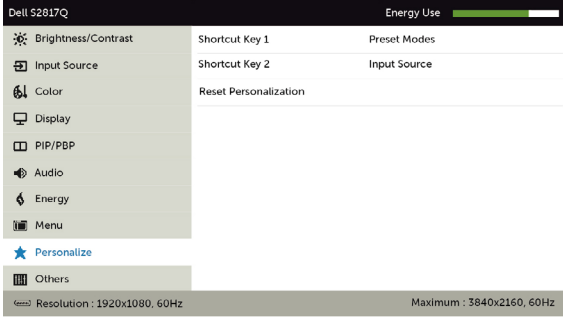 Dell S2817Q Energy Use
Brightness/Contrast Shortcut Key 1 Preset Modes
Input Source Shortcut Key 2 Input Source
Color Reset Personalization
Display
PIP/PBP
Audio
Energy
Menu
Personalize
Others
Resolution : 1920x1080, 60Hz Maximum : 3840x2160, 60Hz